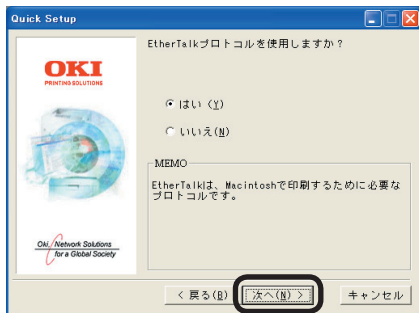 Quick Setup
EtherTalkプロトコルを使用しますか？
OKI
PRINTING SOLUTIONS
はい (Y)
いいえ(N)
MEMO
EtherTalkは、Macintoshで印刷するために必要な
プロトコルです。
Oki, Network Solutions
for a Global Society
< 戻る(B)
次へ(N) >
キャンセル